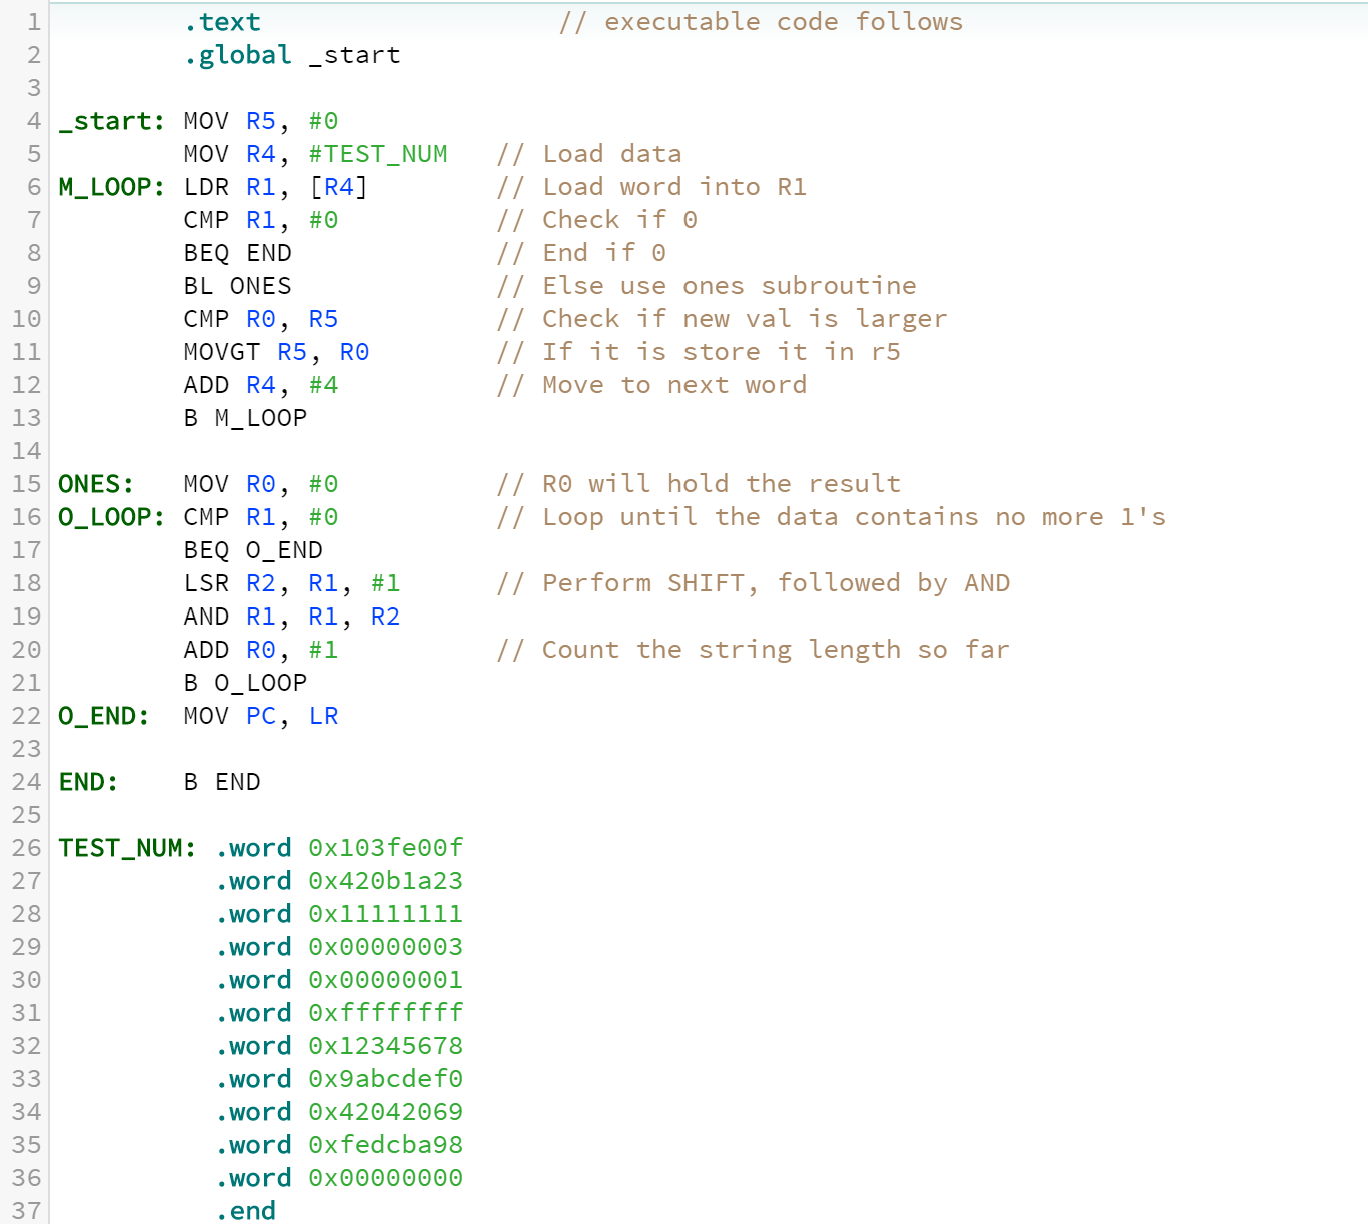 1 .text // executable code follows
2 .global _start
3
4 _start: MOV R5, #0
5 MOV R4, #TEST_NUM // Load data
6 M_LOOP: LDR R1, [R4] // Load word into R1
7 CMP R1, #0 // Check if 0
8 BEQ END // End if 0
9 BL ONES // Else use ones subroutine
10 CMP R0, R5 // Check if new val is larger
11 MOVGT R5, R0 // If it is store it in r5
12 ADD R4, #4 // Move to next word
13 B M_LOOP
14
15 ONES: MOV R0, #0 // R0 will hold the result
16 O_LOOP: CMP R1, #0 // Loop until the data contains no more 1's
17 BEQ O_END
18 LSR R2, R1, #1 // Perform SHIFT, followed by AND
19 AND R1, R1, R2
20 ADD R0, #1 // Count the string length so far
21 B O_LOOP
22 O_END: MOV PC, LR
23
24 END: B END
25
26 TEST_NUM: .word 0x103fe00f
27 .word 0x420b1a23
28 .word 0x11111111
29 .word 0x00000003
30 .word 0x00000001
31 .word 0xffffffff
32 .word 0x12345678
33 .word 0x9abcdef0
34 .word 0x42042069
35 .word 0xfedcba98
36 .word 0x00000000
37 .end